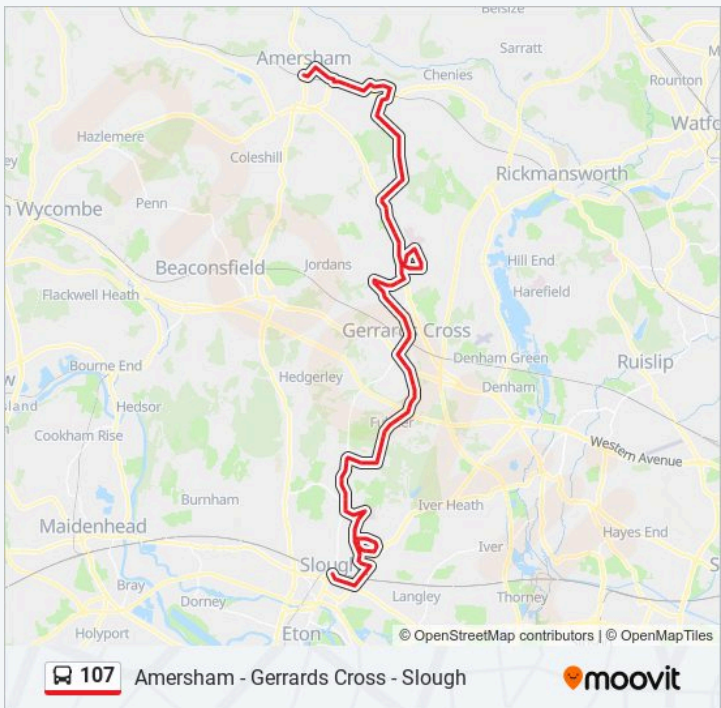 Belsize
Amersham
Sarratt
Chenies
Rounton
Watfo
Hazlemere
Coleshill
Rickmansworth
Penn
Wycombe
Beaconsfield
Jordans
Hill End
Harefield
Flackwell Heath
Gerrards Cross
Denham Green
Ruislip
Bourne End
Hedgerley
Denham
Hedsor
Cookham Rise
Western Avenue
Burnham
Iver Heath
Maidenhead
Hayes End
Iver
Slough
Bray
Dorney
Langley
Thorney
Holyport
Eton
© OpenStreetMap contributors | © OpenMapTiles
107 Amersham - Gerrards Cross - Slough
moovit